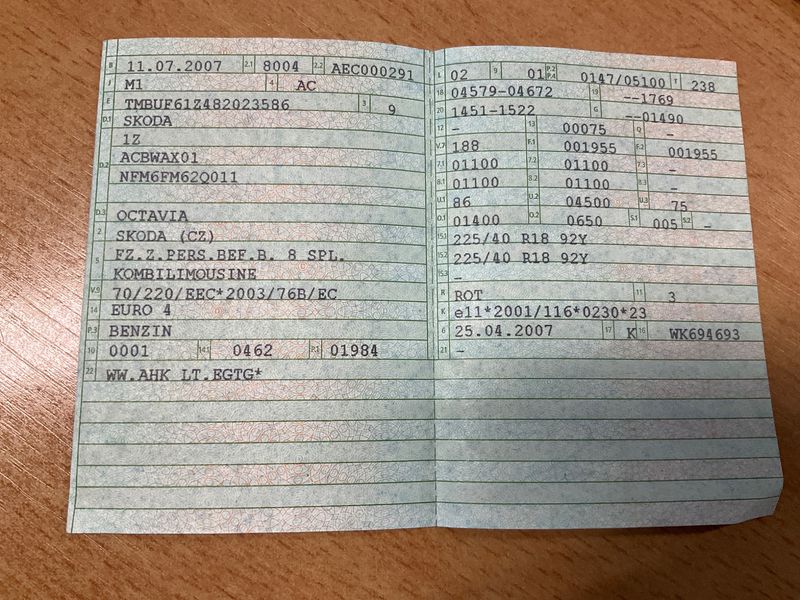 B 11.07.2007 2.1 8004 2.2 AEC000291
J M1 4 AC
E TMBUF61Z482023586 3 9
D.1 SKODA
D.2 1Z
ACBWAX01
NFM6FM62Q011
D.3 OCTAVIA
2 SKODA (CZ)
5 FZ.Z.PERS.BEF.B. 8 SPL.
KOMBILIMOUSINE
V.9 70/220/EEC*2003/76B/EC
14 EURO 4
P.3 BENZIN
10 0001 14.1 0462 P.1 01984
22 WW.AHK LT.EGTG*
L 02 9 01 P.2 P.4 0147/05100 T 238
18 04579-04672 19 --1769
20 1451-1522 G --01490
12 - 13 00075 Q -
V.7 188 F.1 001955 F.2 001955
7.1 01100 7.2 01100 7.3 -
8.1 01100 8.2 01100 8.3 -
U.1 86 U.2 04500 U.3 75
O.1 01400 O.2 0650 S.1 005 S.2 -
15.1 225/40 R18 92Y
15.2 225/40 R18 92Y
15.3 -
R ROT 11 3
K e11*2001/116*0230*23
6 25.04.2007 17 K 16 WK694693
21 -